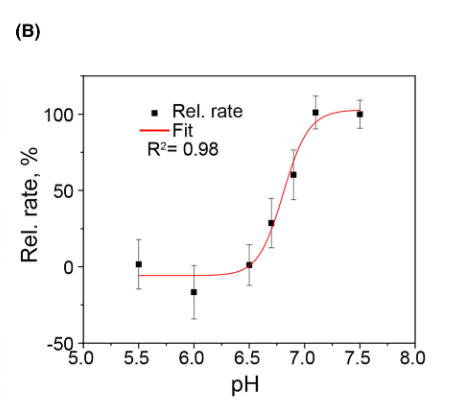 (B)
Rel. rate, %
100
50
0
-50
Rel. rate
Fit
R²= 0.98
5.0 5.5 6.0 6.5 7.0 7.5 8.0
pH